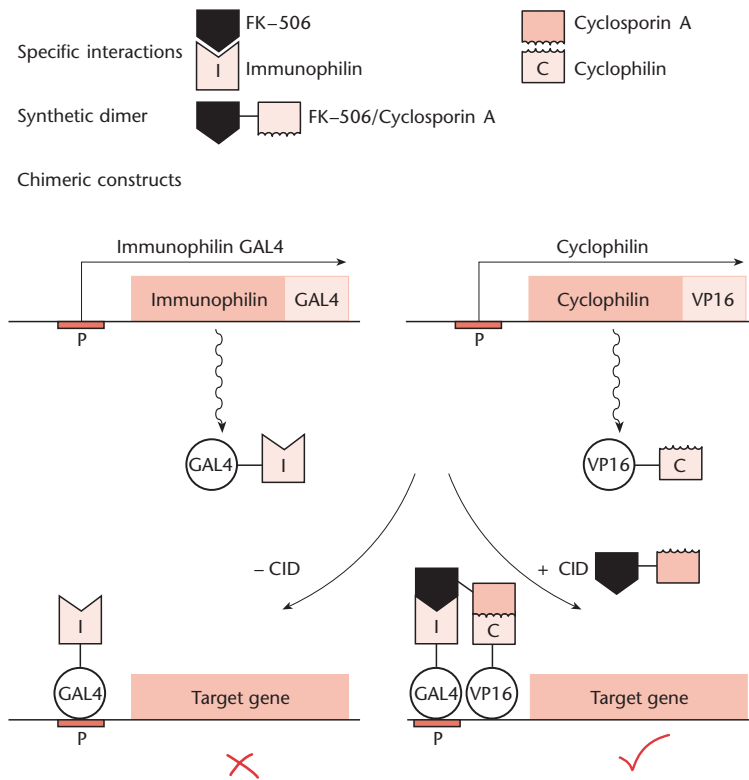 FK–506
Cyclosporin A
Specific interactions
I
Immunophilin
C
Cyclophilin
Synthetic dimer
FK–506/Cyclosporin A
Chimeric constructs
Immunophilin GAL4
Cyclophilin
Immunophilin
GAL4
Cyclophilin
VP16
P
P
GAL4
I
VP16
C
– CID
+ CID
I
I
C
GAL4
Target gene
GAL4
VP16
Target gene
P
P